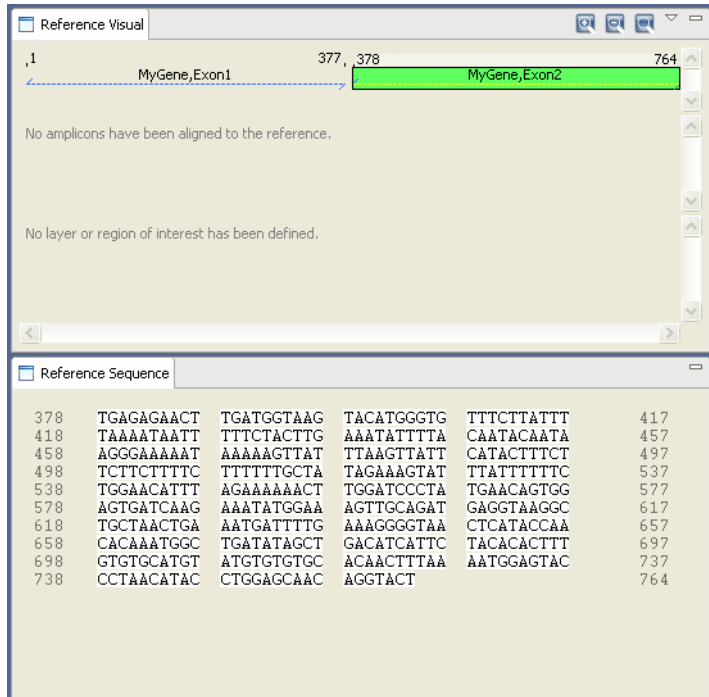 Reference Visual
,1 377, ,378 764
MyGene,Exon1 MyGene,Exon2
No amplicons have been aligned to the reference.
No layer or region of interest has been defined.
Reference Sequence
378 TGAGAGAACT TGATGGTAAG TACATGGGTG TTTCTTATTT 417
418 TAAAATAATT TTTCTACTTG AAATATTTTA CAATACAATA 457
458 AGGGAAAAAT AAAAAGTTAT TTAAGTTATT CATACTTTCT 497
498 TCTTCTTTTC TTTTTTGCTA TAGAAAGTAT TTATTTTTTC 537
538 TGGAACATTT AGAAAAAACT TGGATCCCTA TGAACAGTGG 577
578 AGTGATCAAG AAATATGGAA AGTTGCAGAT GAGGTAAGGC 617
618 TGCTAACTGA AATGATTTTG AAAGGGGTAA CTCATACCAA 657
658 CACAAATGGC TGATATAGCT GACATCATTC TACACACTTT 697
698 GTGTGCATGT ATGTGTGTGC ACAACTTTAA AATGGAGTAC 737
738 CCTAACATAC CTGGAGCAAC AGGTACT 764